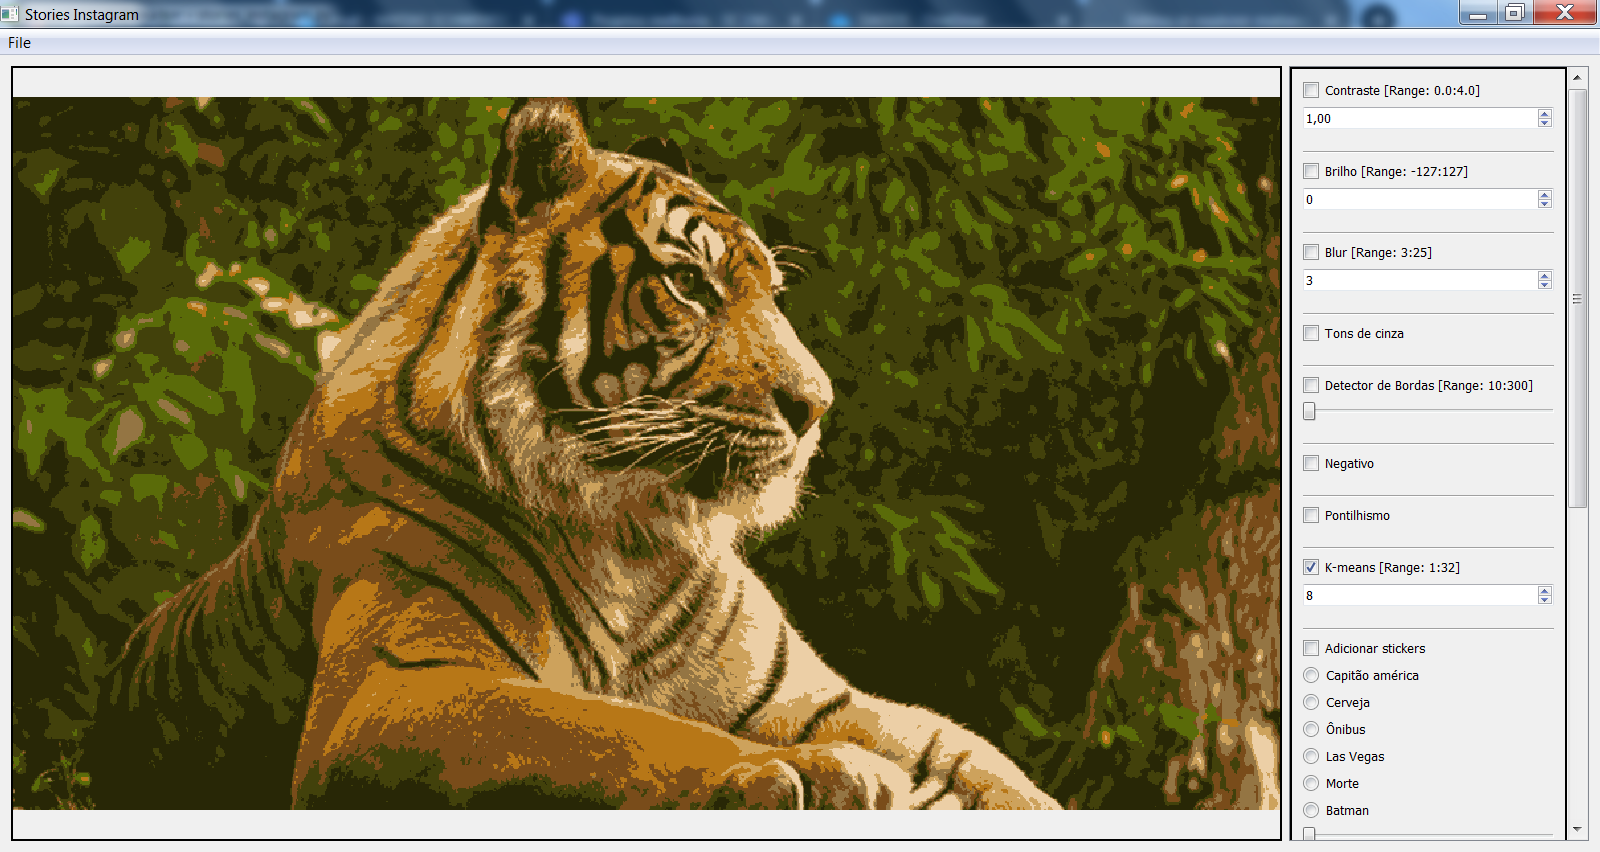 Stories Instagram
File
Contraste [Range: 0.0:4.0]
1,00
Brilho [Range: -127:127]
0
Blur [Range: 3:25]
3
Tons de cinza
Detector de Bordas [Range: 10:300]
Negativo
Pontilhismo
K-means [Range: 1:32]
8
Adicionar stickers
Capitão américa
Cerveja
Ônibus
Las Vegas
Morte
Batman